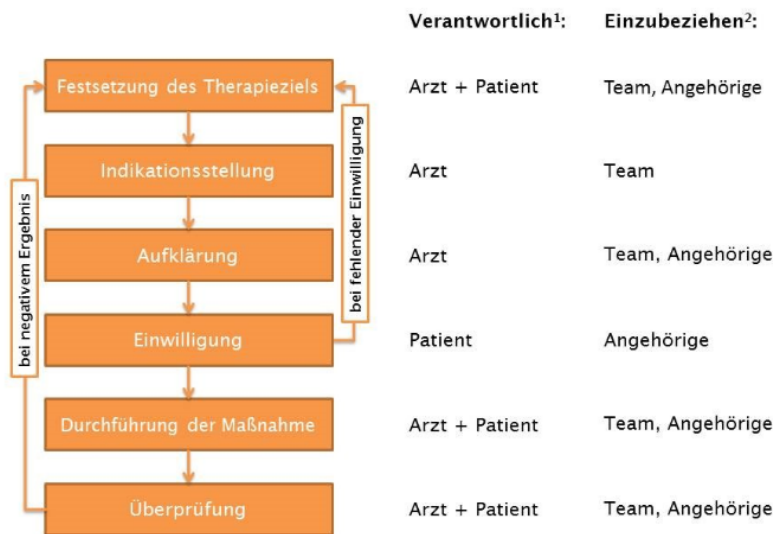 Verantwortlich¹: Einzubeziehen²:
Festsetzung des Therapieziels Arzt + Patient Team, Angehörige
Indikationsstellung Arzt Team
Aufklärung Arzt Team, Angehörige
Einwilligung Patient Angehörige
Durchführung der Maßnahme Arzt + Patient Team, Angehörige
Überprüfung Arzt + Patient Team, Angehörige
bei negativem Ergebnis
bei fehlender Einwilligung